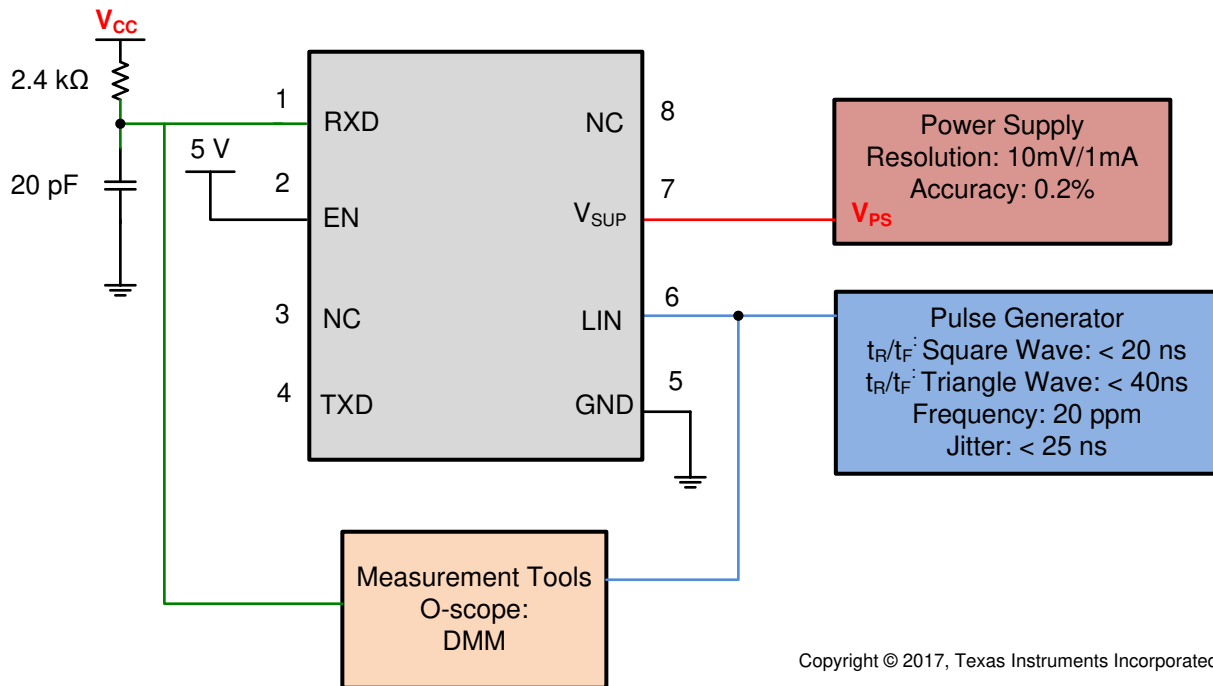 VCC
2.4 kΩ
20 pF
5 V
1
2
3
4
RXD
EN
NC
TXD
NC
VSUP
LIN
GND
8
7
6
5
Power Supply
Resolution: 10mV/1mA
Accuracy: 0.2%
VPS
Pulse Generator
tR/tF: Square Wave: < 20 ns
tR/tF: Triangle Wave: < 40ns
Frequency: 20 ppm
Jitter: < 25 ns
Measurement Tools
O-scope:
DMM
Copyright © 2017, Texas Instruments Incorporated